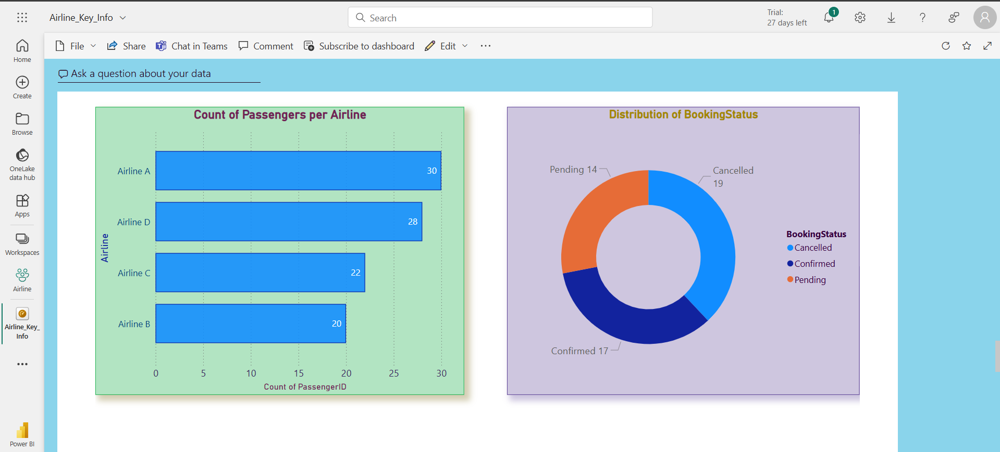 Airline_Key_Info
Search
Trial:
27 days left
1
Home
Create
Browse
OneLake
data hub
Apps
Workspaces
Airline
Airline_Key_
Info
Power BI
File
Share
Chat in Teams
Comment
Subscribe to dashboard
Edit
Ask a question about your data
Count of Passengers per Airline
Airline
Airline A
30
Airline D
28
Airline C
22
Airline B
20
0 5 10 15 20 25 30
Count of PassengerID
Distribution of BookingStatus
Pending 14
Cancelled
19
Confirmed 17
BookingStatus
Cancelled
Confirmed
Pending